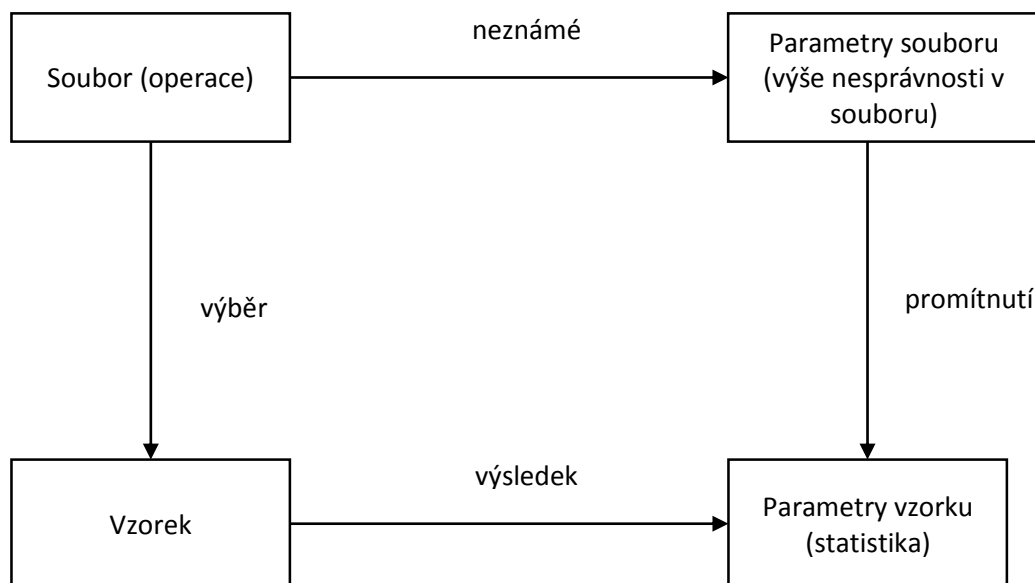 neznámé
Soubor (operace)
Parametry souboru
(výše nesprávnosti v
souboru)
výběr
promítnutí
výsledek
Vzorek
Parametry vzorku
(statistika)